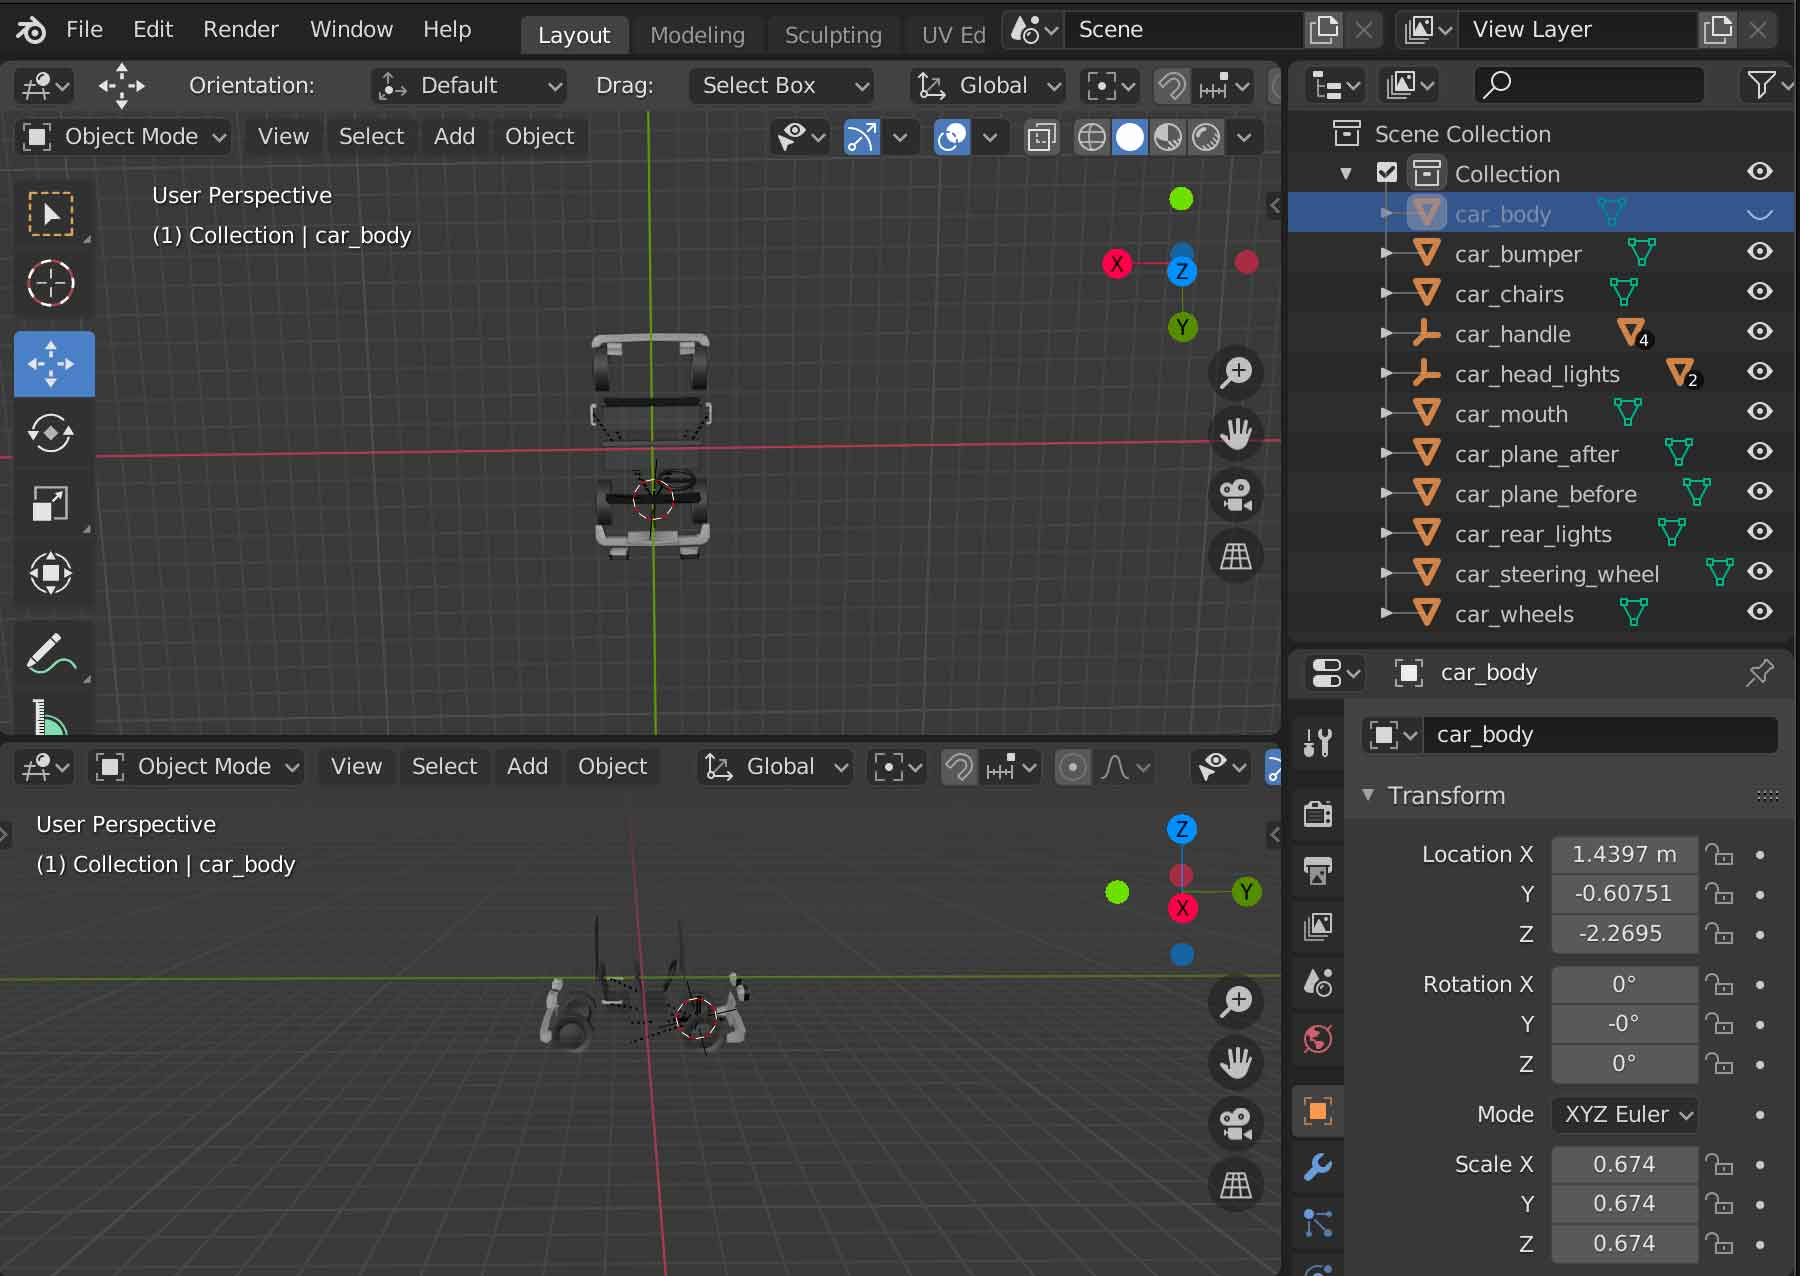 File Edit Render Window Help Layout Modeling Sculpting UV Ed Scene View Layer
Orientation: Default Drag: Select Box Global
Object Mode View Select Add Object
User Perspective
(1) Collection | car_body
X
Z
Y
Scene Collection
Collection
car_body
car_bumper
car_chairs
car_handle 4
car_head_lights 2
car_mouth
car_plane_after
car_plane_before
car_rear_lights
car_steering_wheel
car_wheels
Object Mode View Select Add Object Global
User Perspective
(1) Collection | car_body
Z
Y
X
car_body
car_body
Transform
Location X 1.4397 m
Y -0.60751
Z -2.2695
Rotation X 0°
Y -0°
Z 0°
Mode XYZ Euler
Scale X 0.674
Y 0.674
Z 0.674